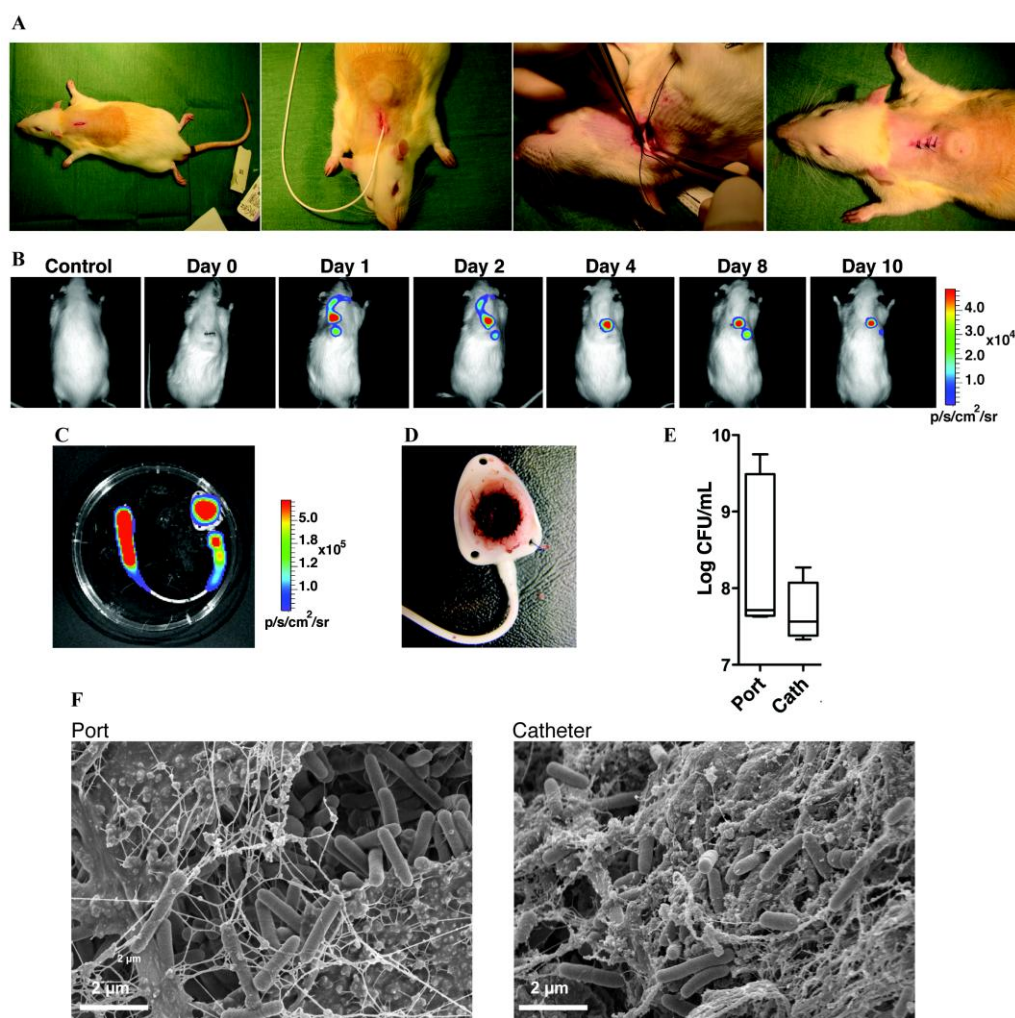 A
B
Control Day 0 Day 1 Day 2 Day 4 Day 8 Day 10
4.0
3.0
x10⁴
2.0
1.0
p/s/cm²/sr
C
5.0
1.8
x10⁵
1.2
1.0
p/s/cm²/sr
D
E
Log CFU/mL
10
9
8
7
Port Cath
F
Port
2 μm
2 μm
Catheter
2 μm